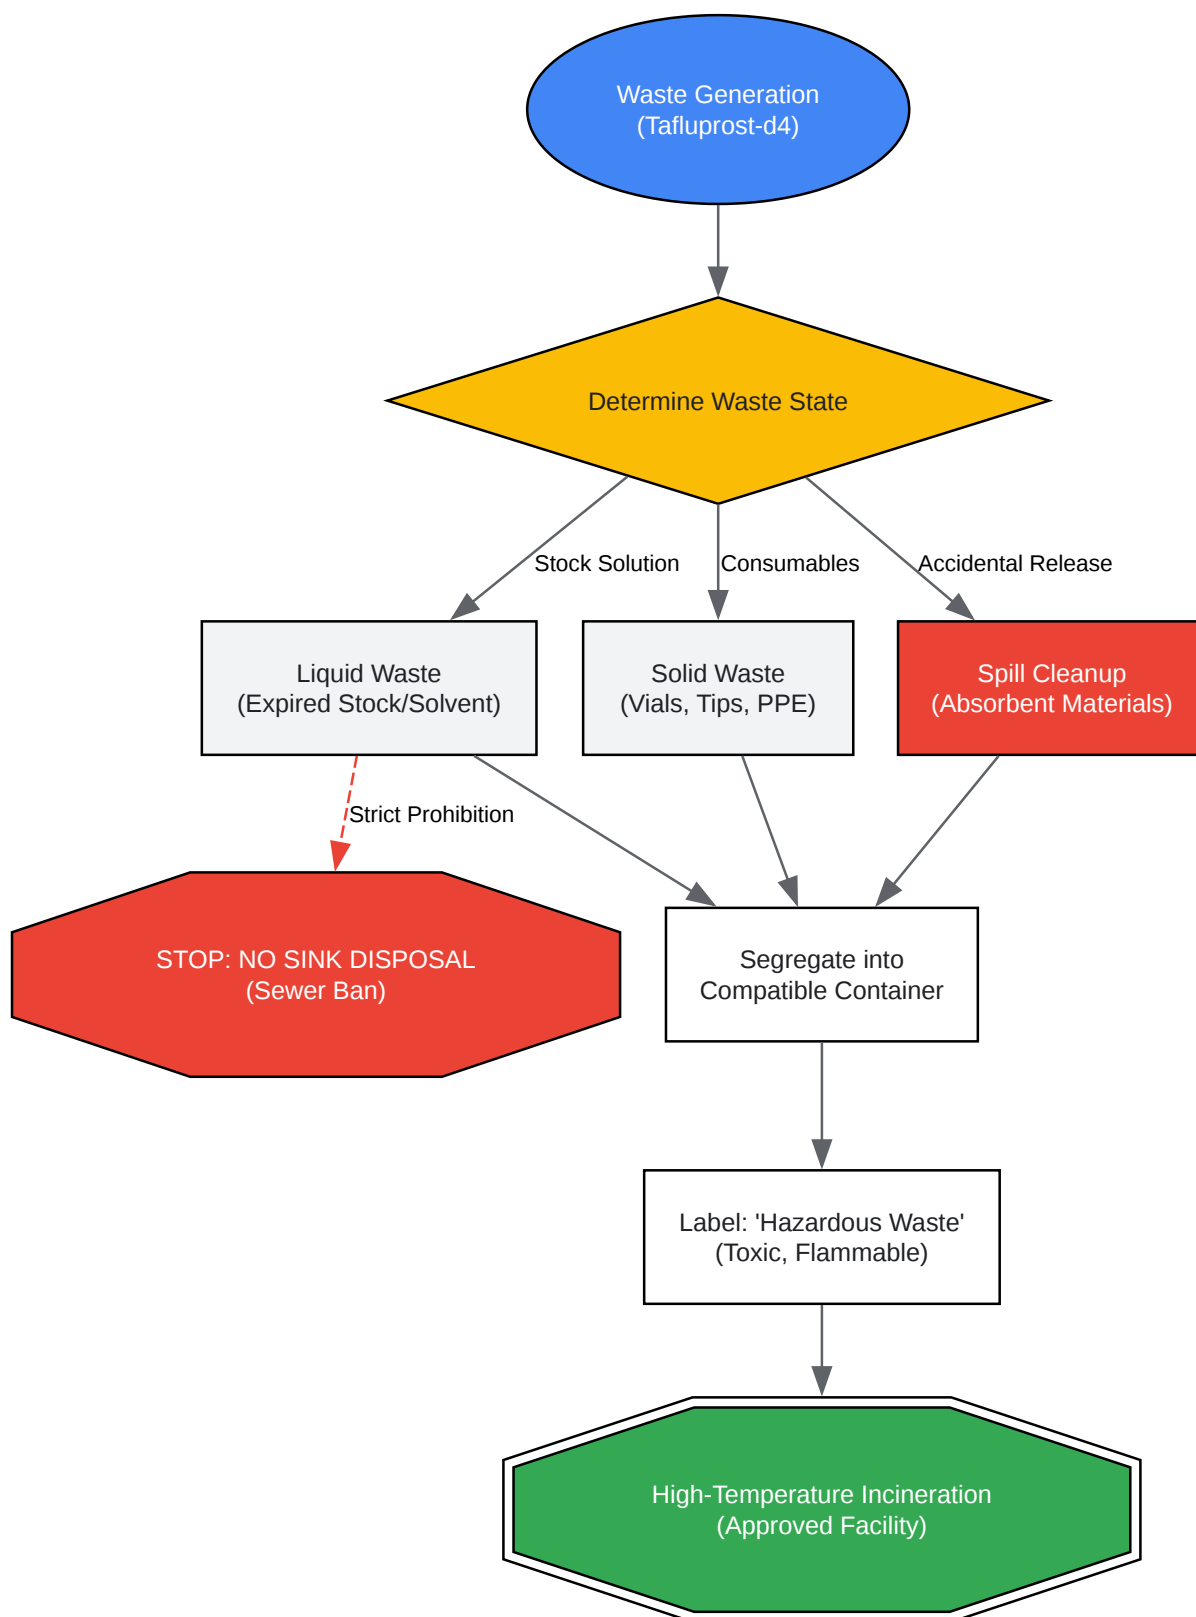 Waste Generation
(Tafluprost-d4)
Determine Waste State
Stock Solution
Consumables
Accidental Release
Liquid Waste
(Expired Stock/Solvent)
Solid Waste
(Vials, Tips, PPE)
Spill Cleanup
(Absorbent Materials)
Strict Prohibition
STOP: NO SINK DISPOSAL
(Sewer Ban)
Segregate into
Compatible Container
Label: 'Hazardous Waste'
(Toxic, Flammable)
High-Temperature Incineration
(Approved Facility)